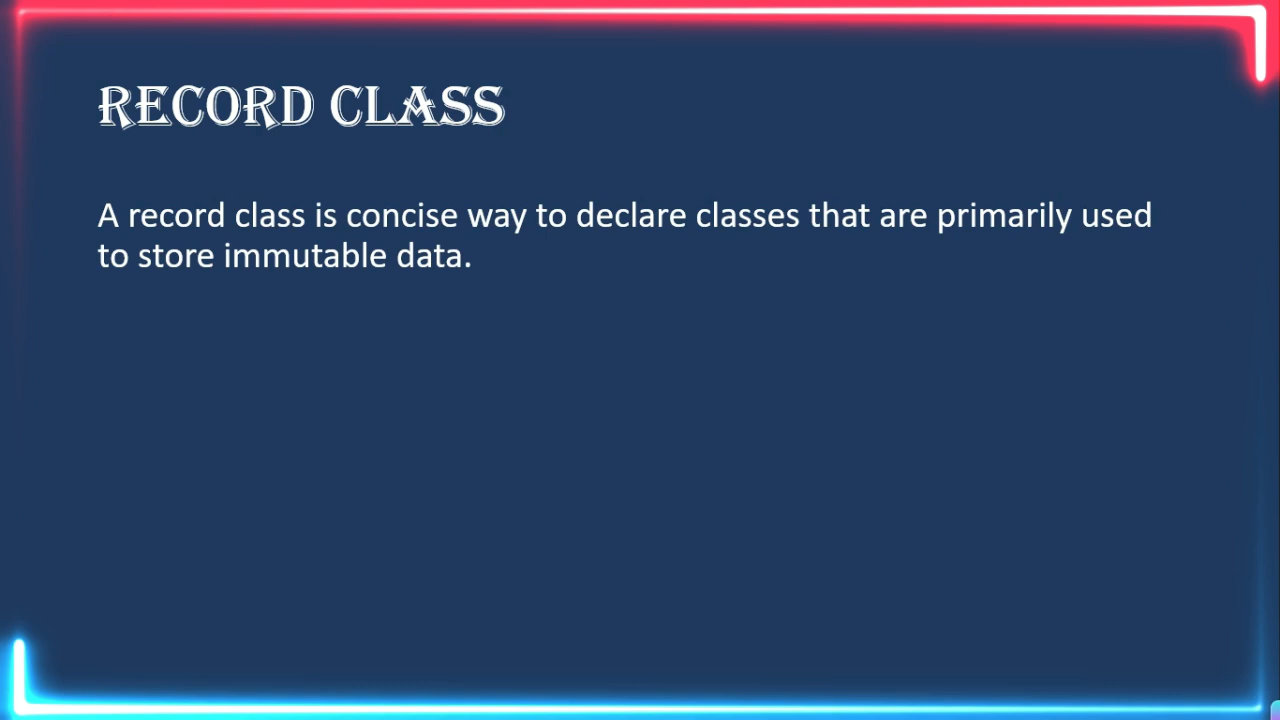 RECORD CLASS
A record class is concise way to declare classes that are primarily used
to store immutable data.